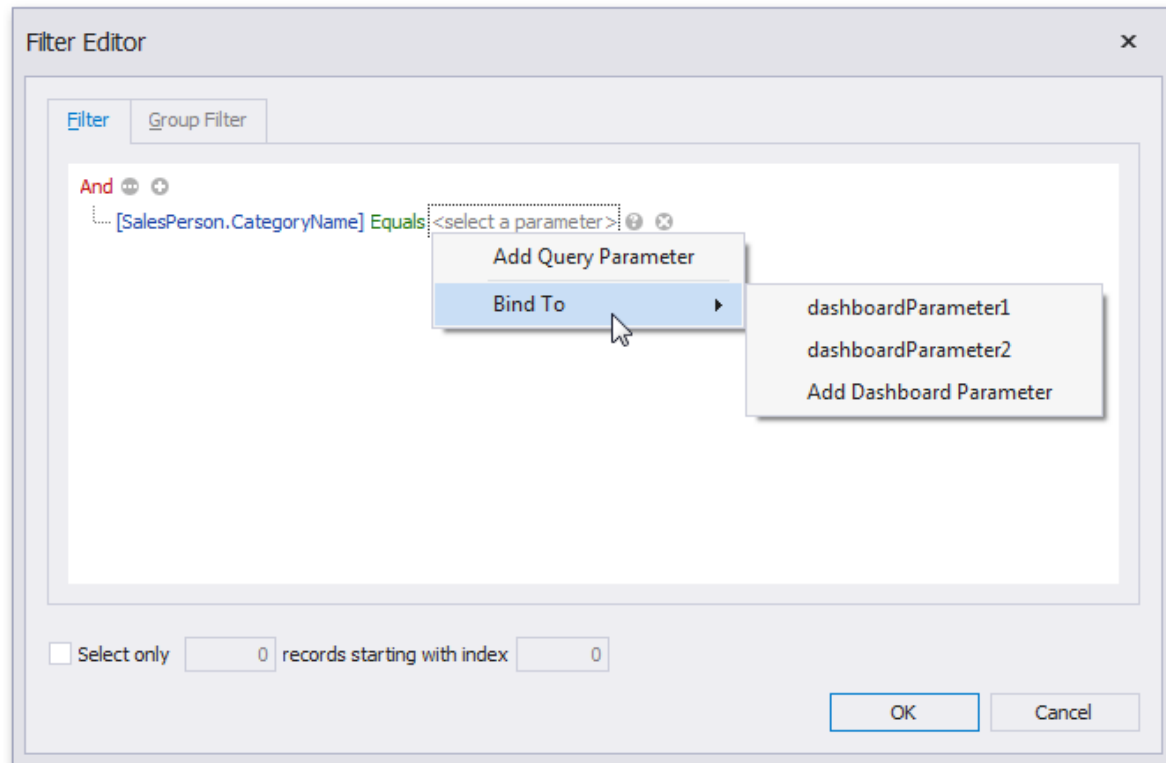 Filter Editor
Filter Group Filter
And
[SalesPerson.CategoryName] Equals <select a parameter>
Add Query Parameter
Bind To
dashboardParameter1
dashboardParameter2
Add Dashboard Parameter
Select only 0 records starting with index 0
OK Cancel